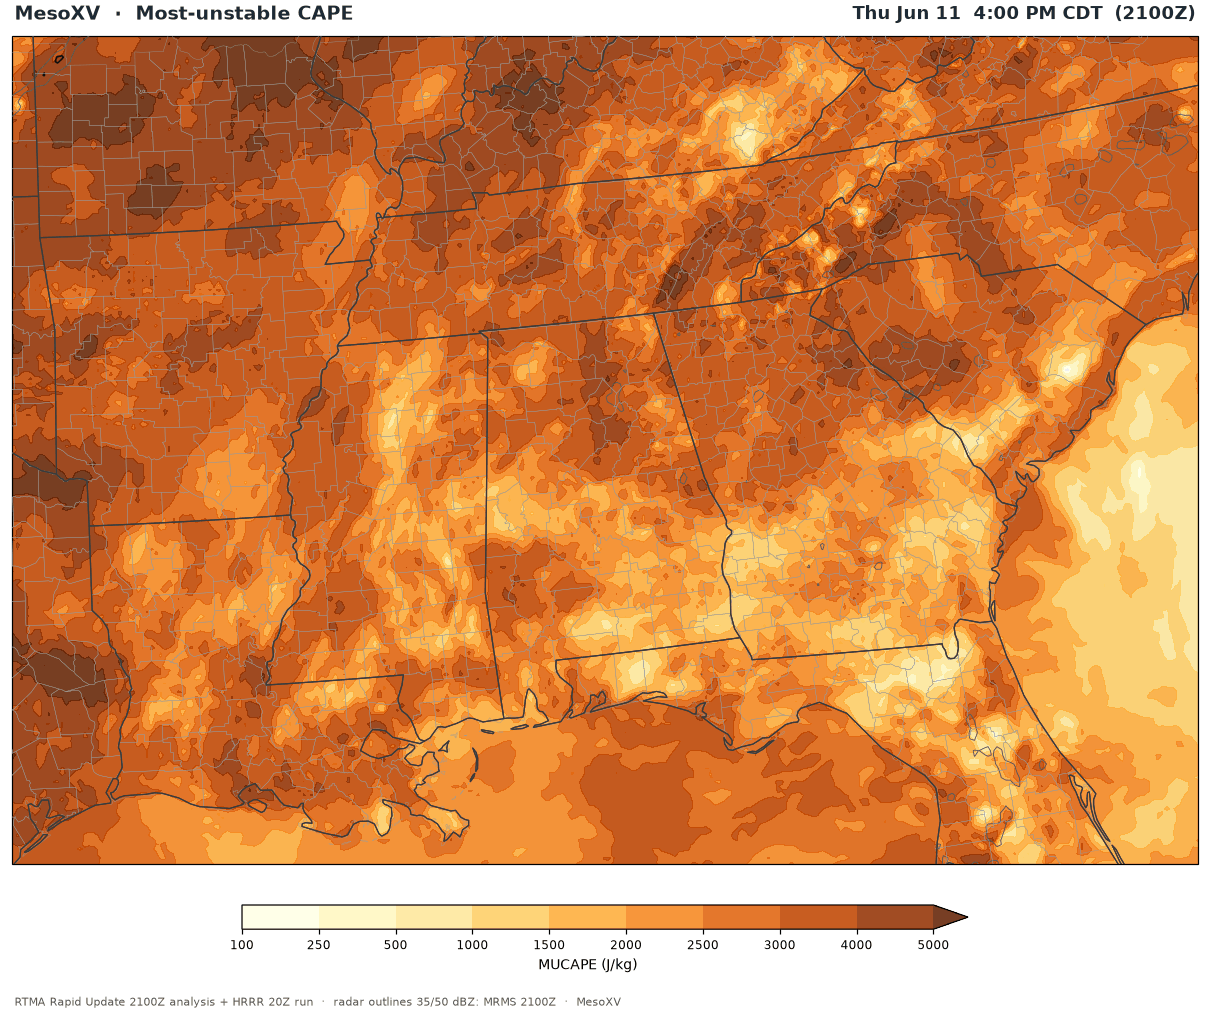 MesoXV · Most-unstable CAPE
Thu Jun 11 4:00 PM CDT (2100Z)
100 250 500 1000 1500 2000 2500 3000 4000 5000
MUCAPE (J/kg)
RTMA Rapid Update 2100Z analysis + HRRR 20Z run · radar outlines 35/50 dBZ: MRMS 2100Z · MesoXV